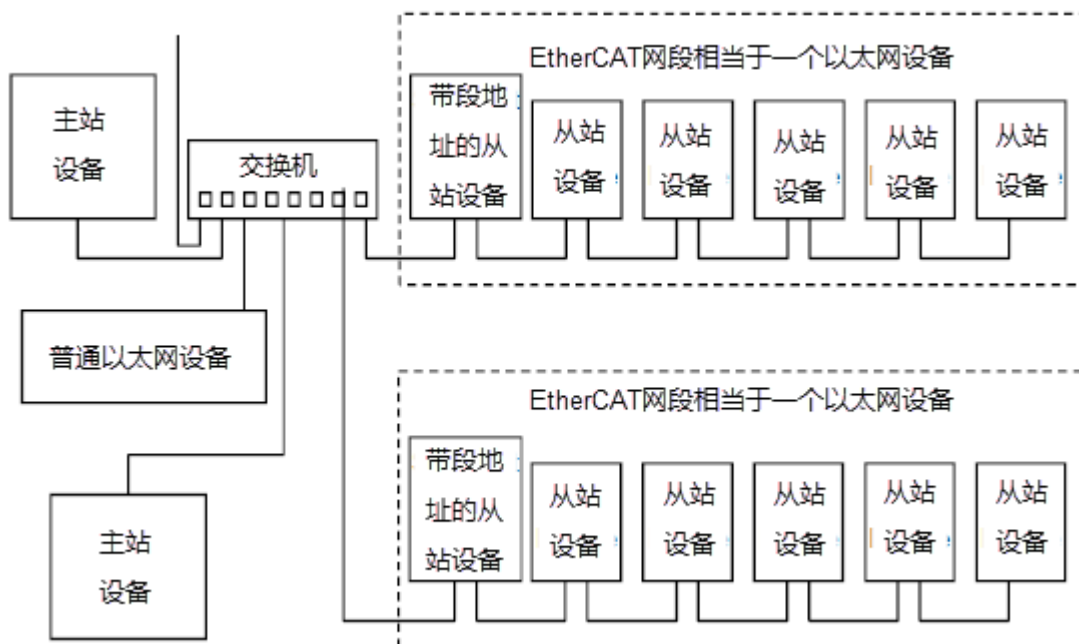 EtherCAT网段相当于一个以太网设备
主站
设备
交换机
带段地
址的从
站设备
从站
设备
从站
设备
从站
设备
从站
设备
从站
设备
普通以太网设备
EtherCAT网段相当于一个以太网设备
主站
设备
带段地
址的从
站设备
从站
设备
从站
设备
从站
设备
从站
设备
从站
设备